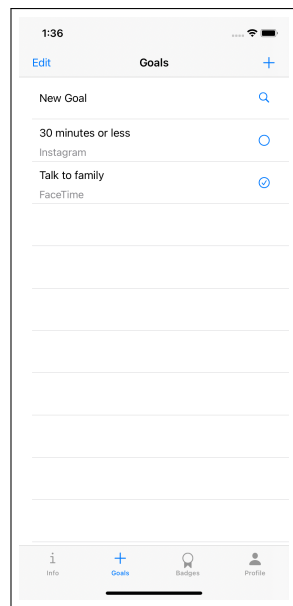 1:36
Edit Goals +
New Goal
30 minutes or less
Instagram
Talk to family
FaceTime
Info Goals Badges Profile